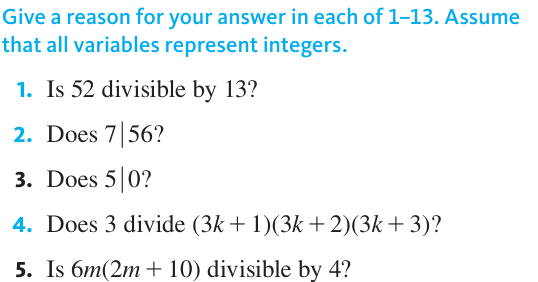 Give a reason for your answer in each of 1–13. Assume
that all variables represent integers.
1. Is 52 divisible by 13?
2. Does 7|56?
3. Does 5|0?
4. Does 3 divide (3k + 1)(3k + 2)(3k + 3)?
5. Is 6m(2m + 10) divisible by 4?